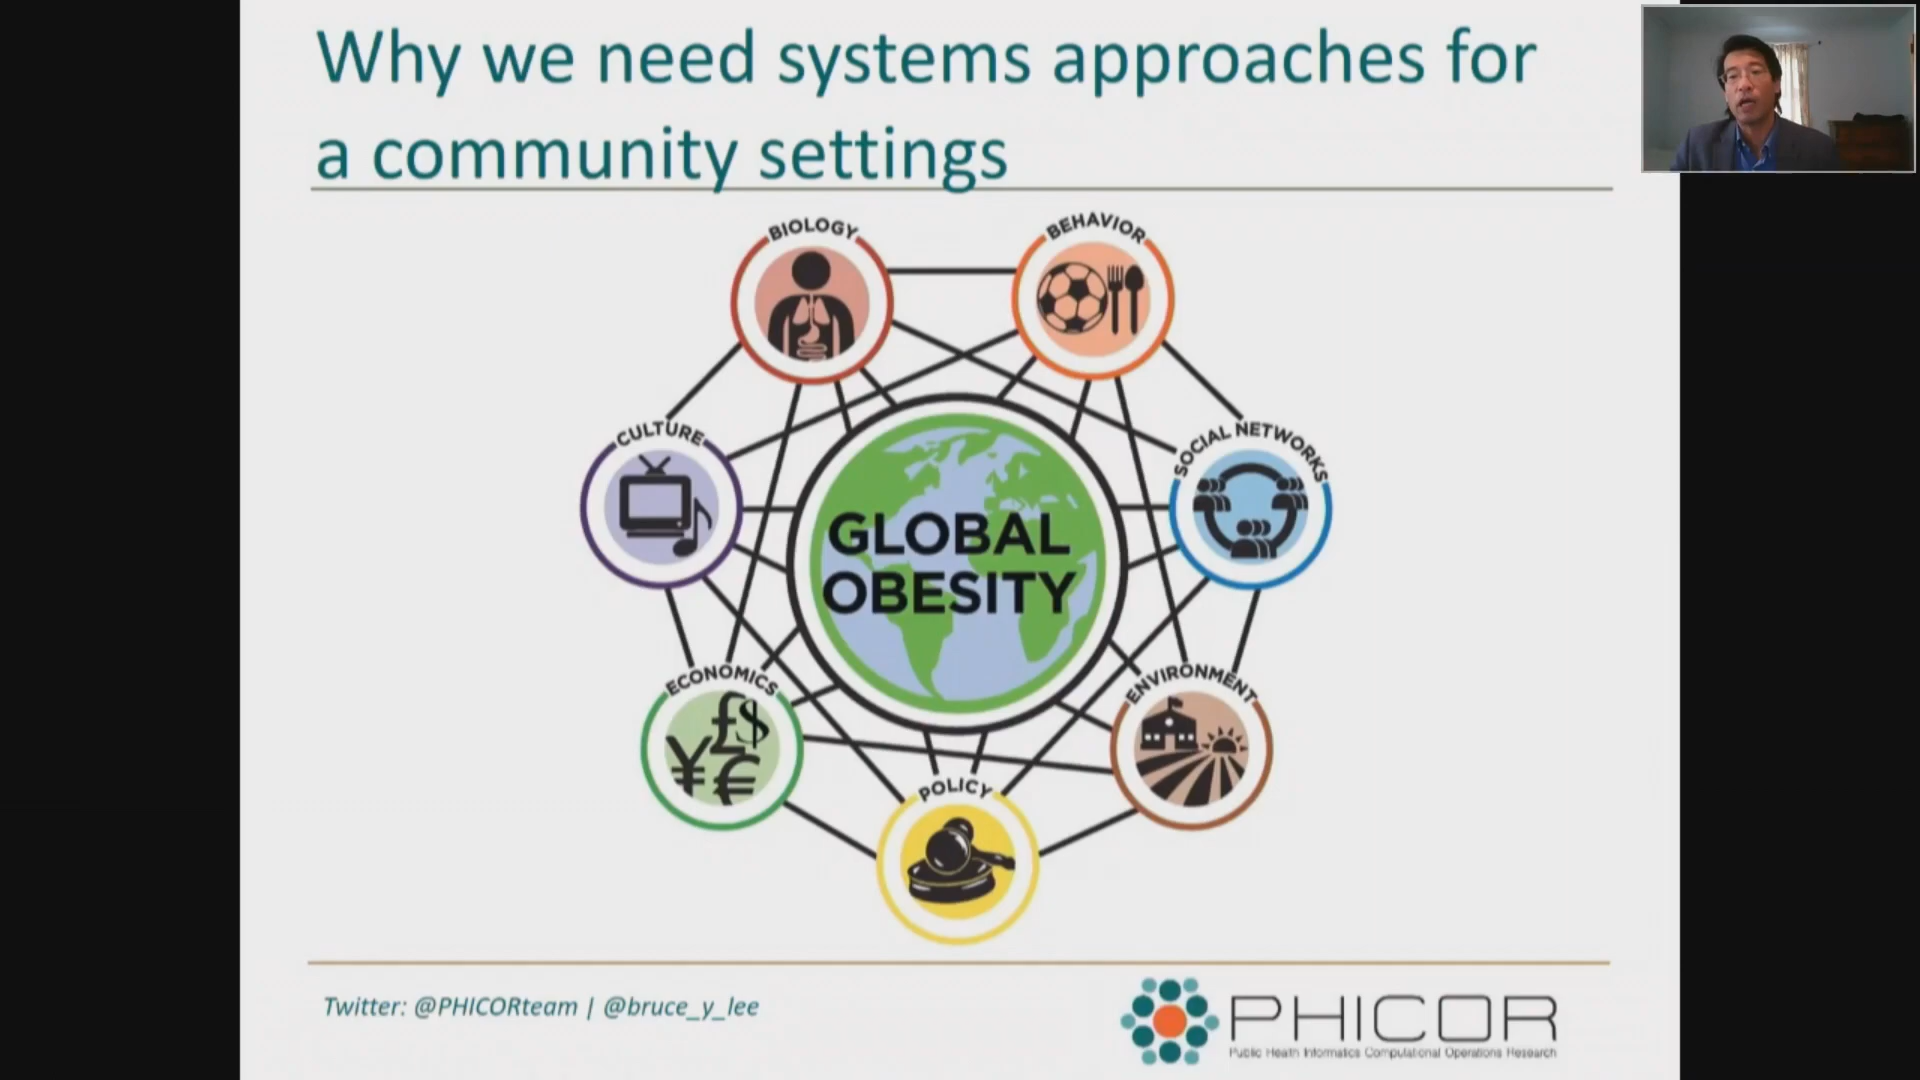 Why we need systems approaches for
a community settings
BIOLOGY
BEHAVIOR
CULTURE
SOCIAL NETWORKS
GLOBAL
OBESITY
ECONOMICS
ENVIRONMENT
POLICY
Twitter: @PHICORteam | @bruce_y_lee
PHICOR
Public Health Informatics Computational Operations Research